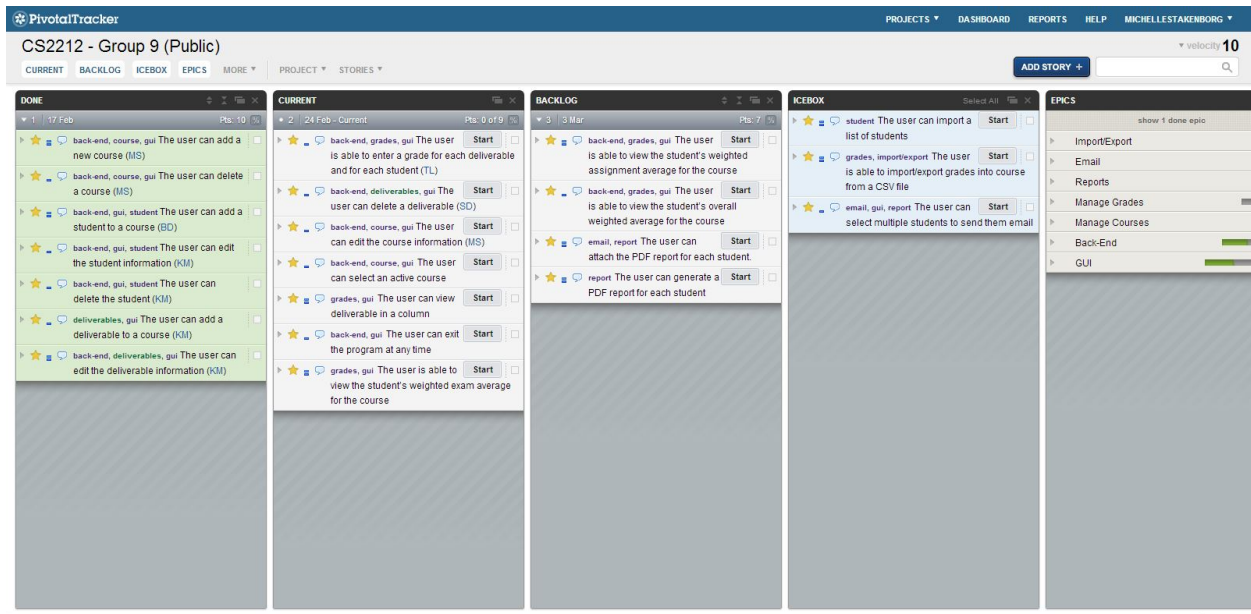 PivotalTracker
PROJECTS DASHBOARD REPORTS HELP MICHELLESTAKENBORG
CS2212 - Group 9 (Public)
velocity 10
CURRENT BACKLOG ICEBOX EPICS MORE PROJECT STORIES
ADD STORY +
DONE
1 17 Feb Pts: 10
back-end, course, gui The user can add a
new course (MS)
back-end, course, gui The user can delete
a course (MS)
back-end, gui, student The user can add a
student to a course (BD)
back-end, gui, student The user can edit
the student information (KM)
back-end, gui, student The user can
delete the student (KM)
deliverables, gui The user can add a
deliverable to a course (KM)
back-end, deliverables, gui The user can
edit the deliverable information (KM)
CURRENT
2 24 Feb - Current Pts: 0 of 9
back-end, grades, gui The user Start
is able to enter a grade for each deliverable
and for each student (TL)
back-end, deliverables, gui The Start
user can delete a deliverable (SD)
back-end, course, gui The user Start
can edit the course information (MS)
back-end, course, gui The user Start
can select an active course
grades, gui The user can view Start
deliverable in a column
back-end, gui The user can exit Start
the program at any time
grades, gui The user is able to Start
view the student's weighted exam average
for the course
BACKLOG
3 3 Mar Pts: 7
back-end, grades, gui The user Start
is able to view the student's weighted
assignment average for the course
back-end, grades, gui The user Start
is able to view the student's overall
weighted average for the course
email, report The user can Start
attach the PDF report for each student.
report The user can generate a Start
PDF report for each student
ICEBOX Select All
student The user can import a Start
list of students
grades, import/export The user Start
is able to import/export grades into course
from a CSV file
email, gui, report The user can Start
select multiple students to send them email
EPICS
show 1 done epic
Import/Export
Email
Reports
Manage Grades
Manage Courses
Back-End
GUI